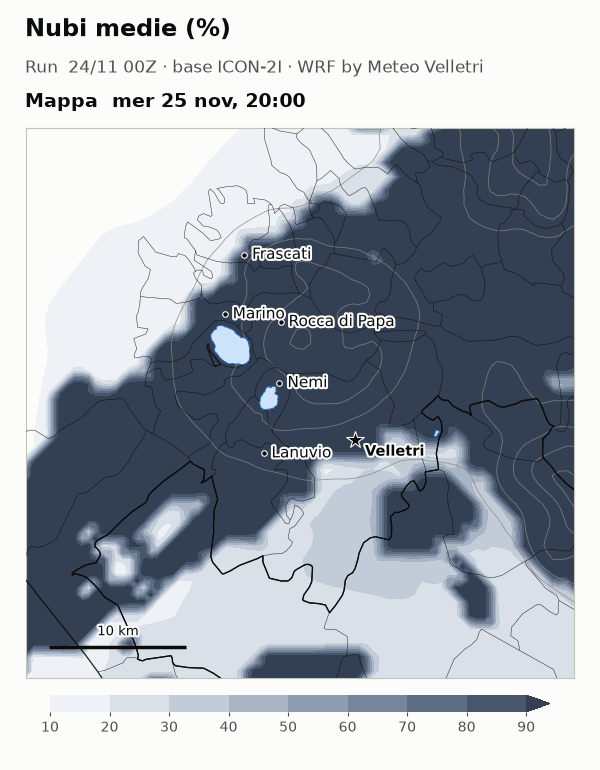 Nubi medie (%)
Run  24/11 00Z · base ICON-2I · WRF by Meteo Velletri
Mappa  mer 25 nov, 20:00
Frascati
Marino
Rocca di Papa
Nemi
Velletri
Lanuvio
10 km
10 20 30 40 50 60 70 80 90